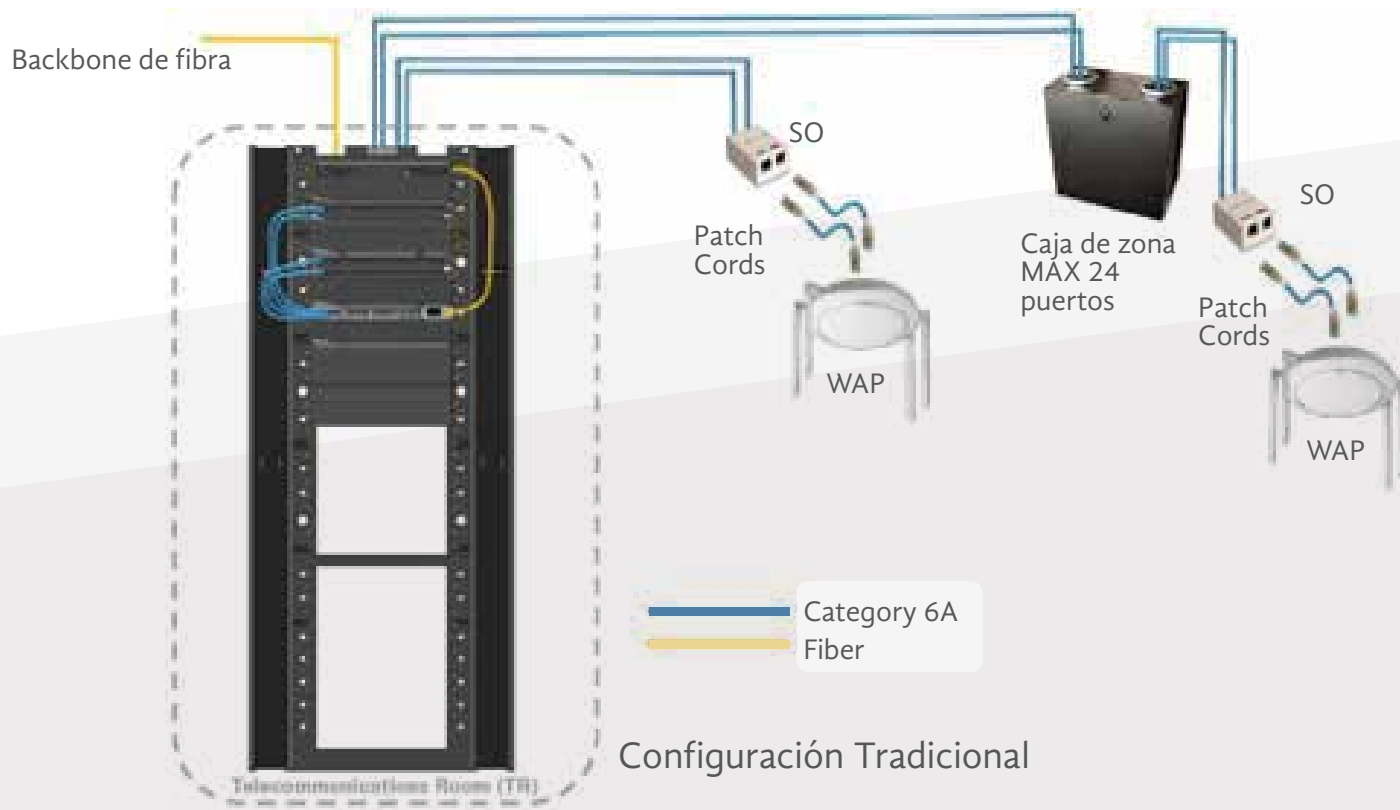 Backbone de fibra
SO
Patch
Cords
WAP
Caja de zona
MÁX 24
puertos
SO
Patch
Cords
WAP
Category 6A
Fiber
Configuración Tradicional
Telecommunications Room (TR)